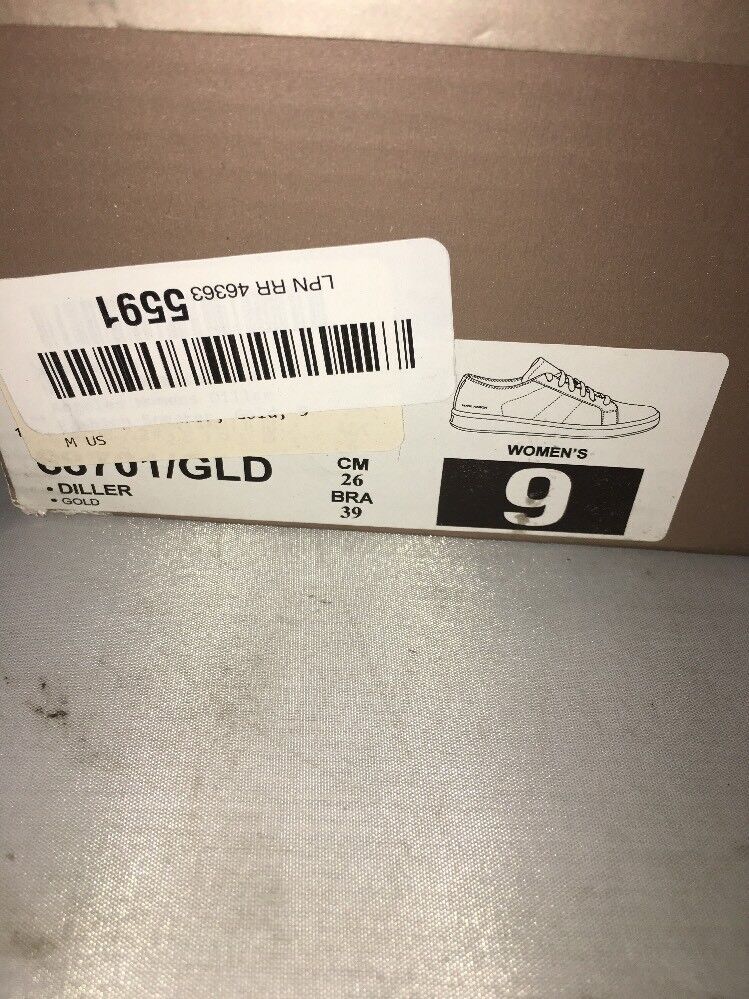 LPN RR 46363 5591
M US
/GLD
• DILLER
• GOLD
CM
26
BRA
39
WOMEN'S
9